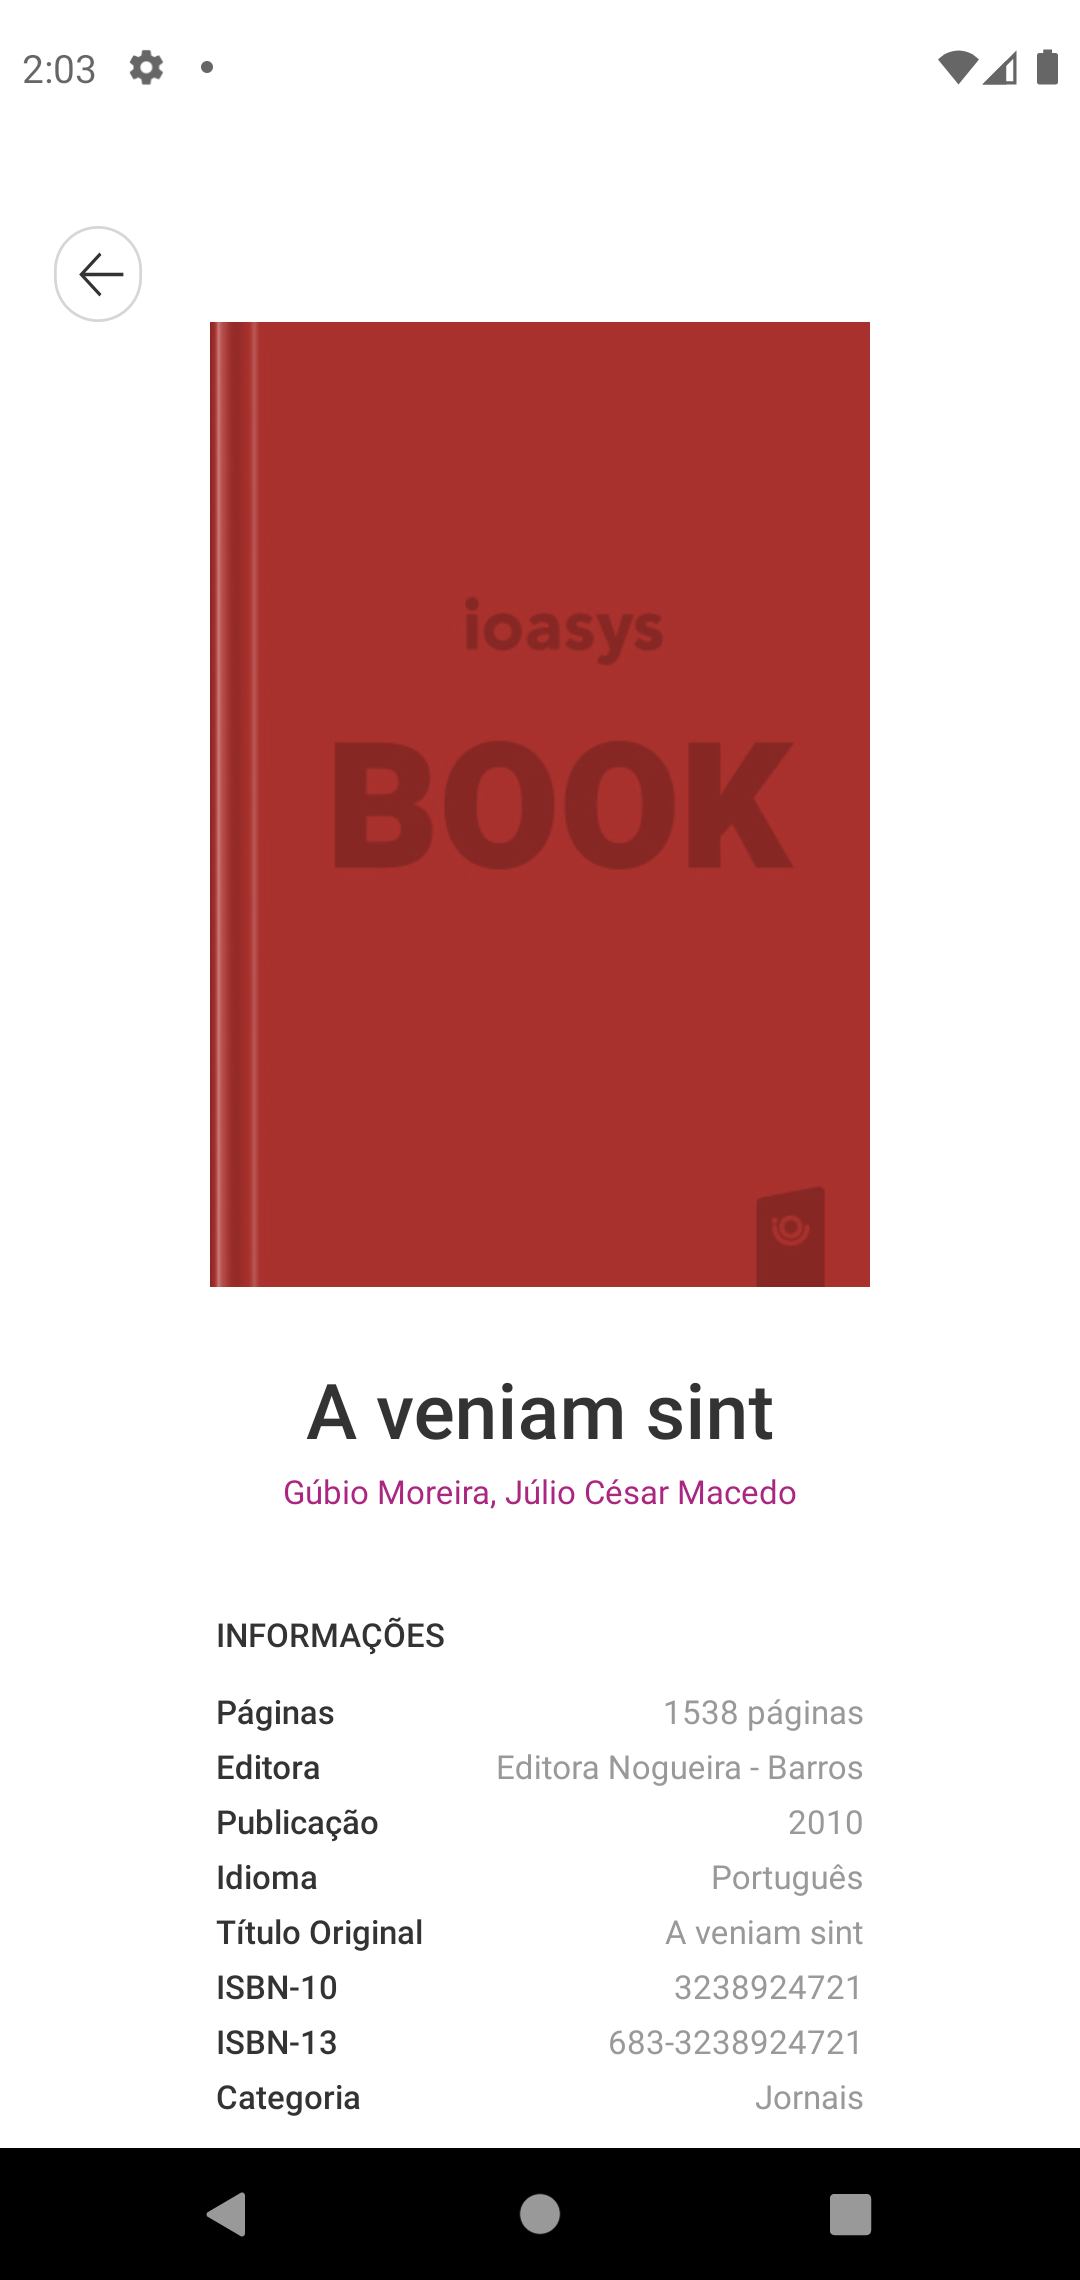 2:03
ioasys
BOOK
A veniam sint
Gúbio Moreira, Júlio César Macedo
INFORMAÇÕES
Páginas 1538 páginas
Editora Editora Nogueira - Barros
Publicação 2010
Idioma Português
Título Original A veniam sint
ISBN-10 3238924721
ISBN-13 683-3238924721
Categoria Jornais